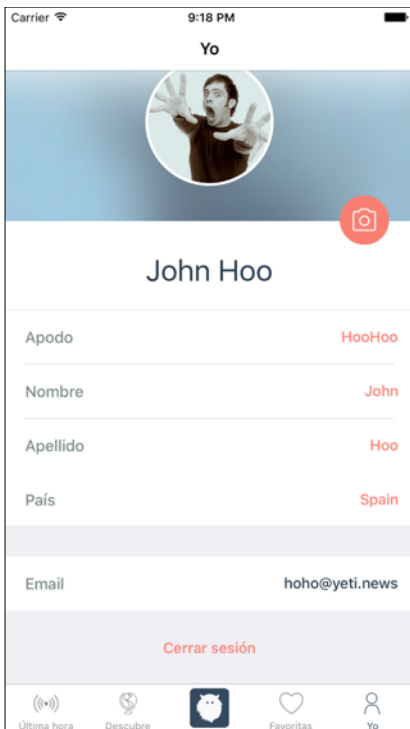 Carrier 9:18 PM
Yo
John Hoo
Apodo HooHoo
Nombre John
Apellido Hoo
País Spain
Email hoho@yeti.news
Cerrar sesión
Última hora Descubre Favoritas Yo